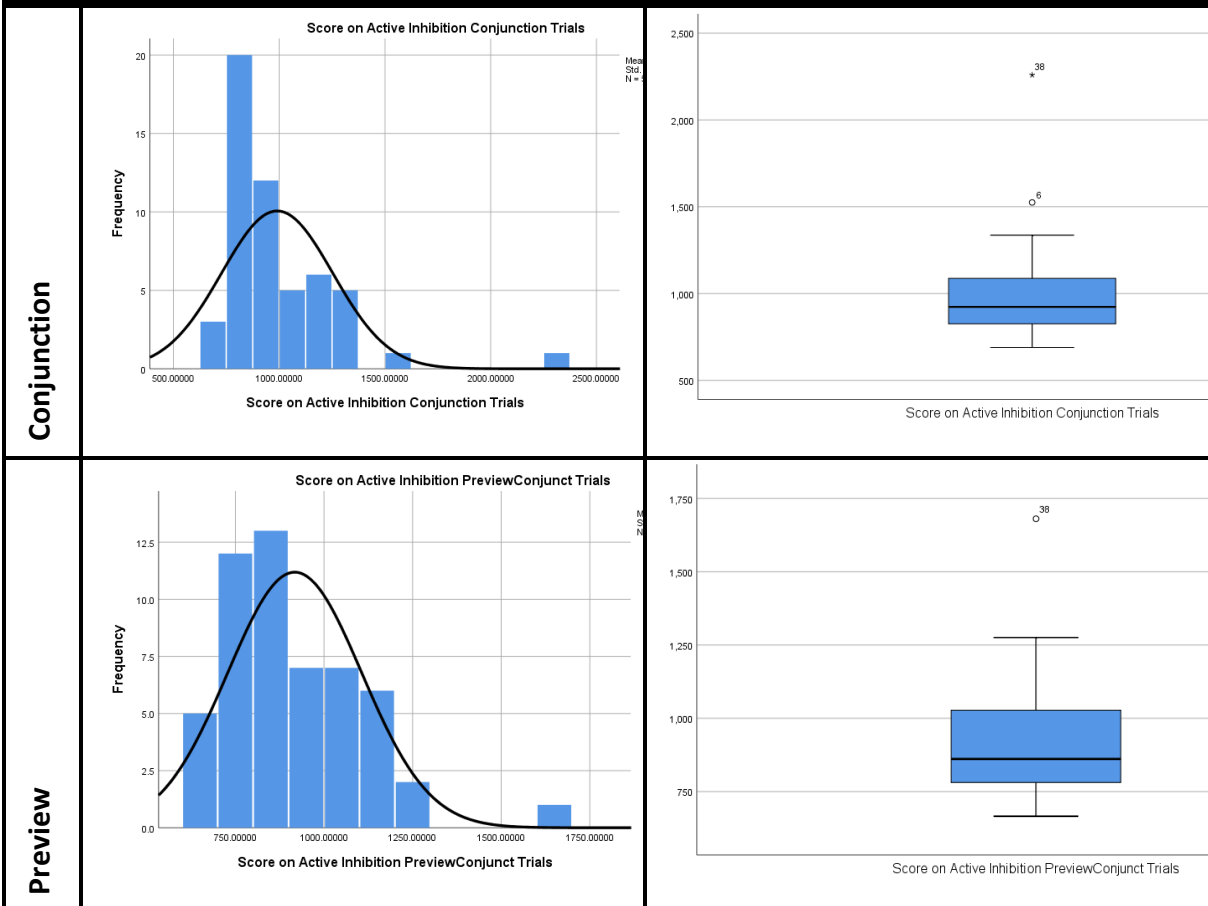 Conjunction
Score on Active Inhibition Conjunction Trials
Mea
Std.
N =
Frequency
20
15
10
5
0
500.00000 1000.00000 1500.00000 2000.00000 2500.00000
Score on Active Inhibition Conjunction Trials
2,500
2,000
1,500
1,000
500
*38
6
Score on Active Inhibition Conjunction Trials
Preview
Score on Active Inhibition PreviewConjunct Trials
M
S
N
Frequency
12.5
10.0
7.5
5.0
2.5
0.0
750.00000 1000.00000 1250.00000 1500.00000 1750.00000
Score on Active Inhibition PreviewConjunct Trials
1,750
1,500
1,250
1,000
750
38
Score on Active Inhibition PreviewConjunct Trials